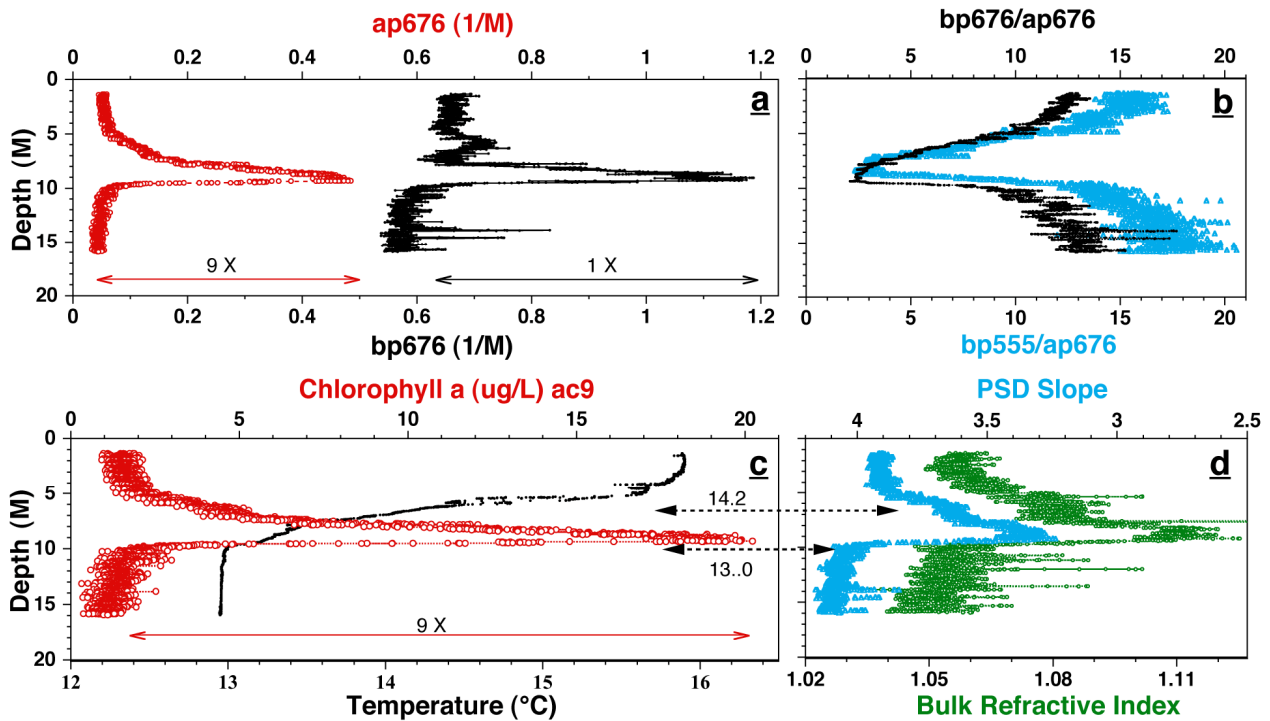 ap676 (1/M)
0 0.2 0.4 0.6 0.8 1 1.2
a
Depth (M)
0
5
10
15
20
9 X
1 X
0 0.2 0.4 0.6 0.8 1 1.2
bp676 (1/M)
bp676/ap676
0 5 10 15 20
b
0 5 10 15 20
bp555/ap676
Chlorophyll a (ug/L) ac9
0 5 10 15 20
c
Depth (M)
0
5
10
15
20
14.2
13..0
9 X
12 13 14 15 16
Temperature (°C)
PSD Slope
4 3.5 3 2.5
d
1.02 1.05 1.08 1.11
Bulk Refractive Index